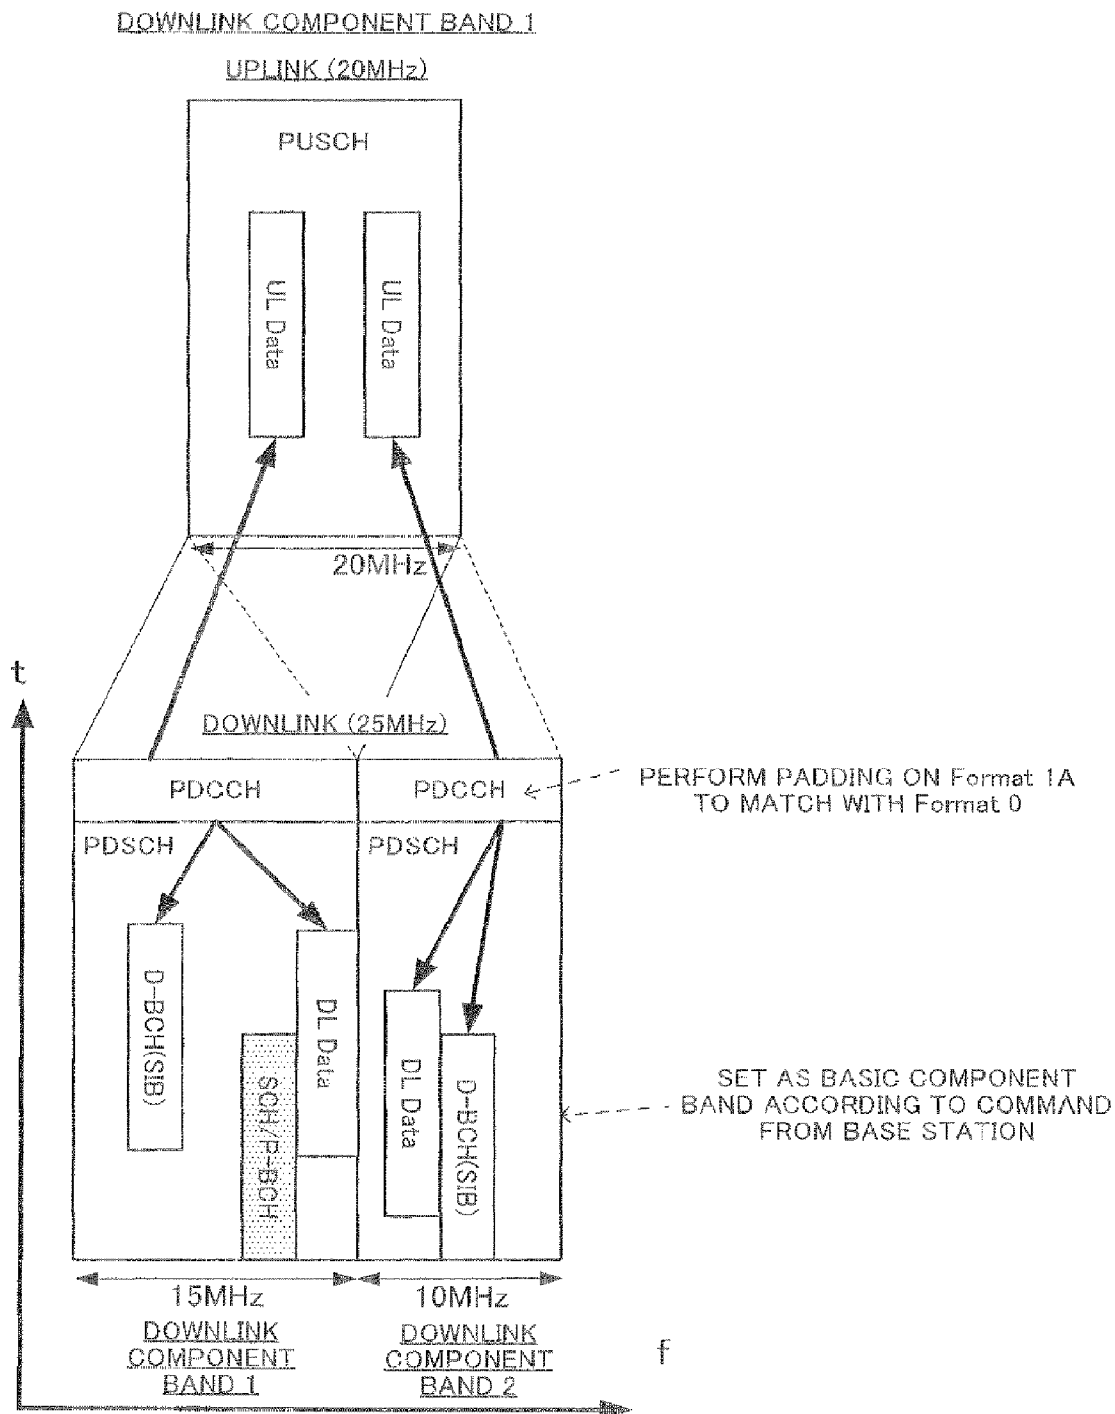 DOWNLINK COMPONENT BAND 1
UPLINK (20MHz)
PUSCH
UL Data
UL Data
20MHz
t
DOWNLINK (25MHz)
PDCCH
PDCCH
PERFORM PADDING ON Format 1A
TO MATCH WITH Format 0
PDSCH
PDSCH
D-BCH(SIB)
DL Data
SCH/P-BCH
DL Data
D-BCH(SIB)
SET AS BASIC COMPONENT
BAND ACCORDING TO COMMAND
FROM BASE STATION
15MHz
10MHz
DOWNLINK
COMPONENT
BAND 1
DOWNLINK
COMPONENT
BAND 2
f